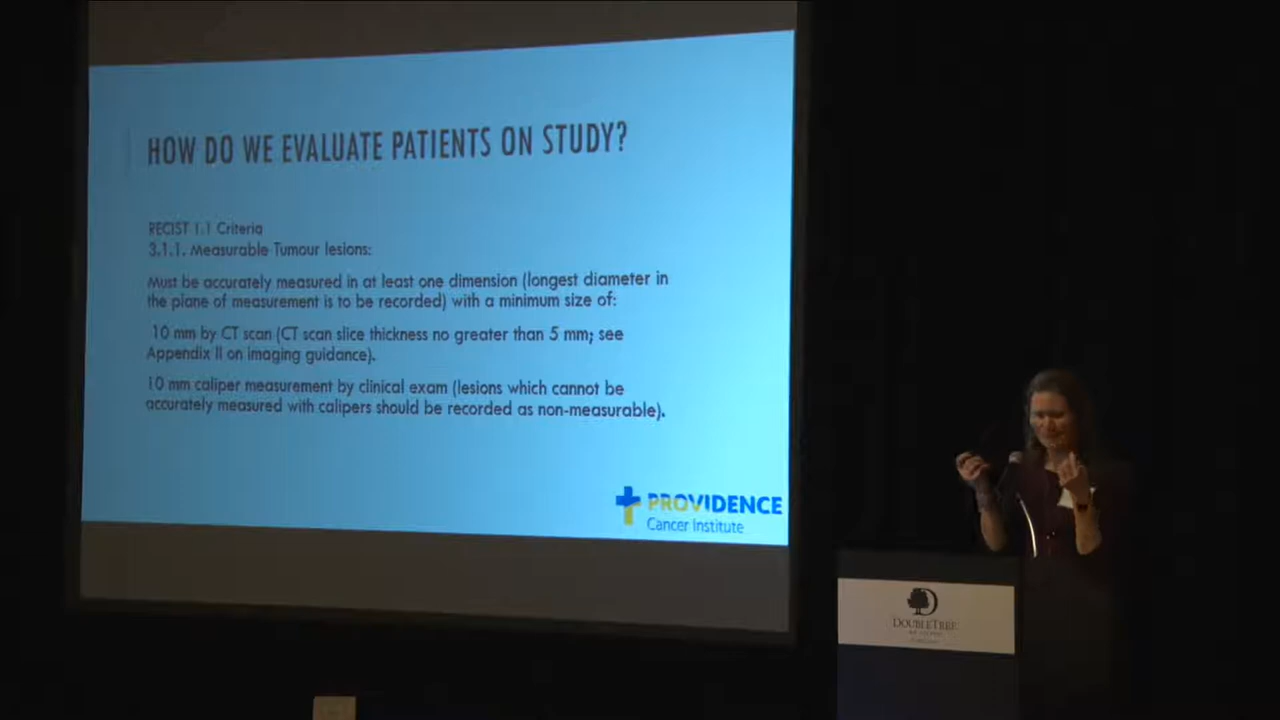 HOW DO WE EVALUATE PATIENTS ON STUDY?
RECIST 1.1 Criteria
3.1.1. Measurable Tumour lesions:
Must be accurately measured in at least one dimension (longest diameter in
the plane of measurement is to be recorded) with a minimum size of:
10 mm by CT scan (CT scan slice thickness no greater than 5 mm; see
Appendix II on imaging guidance).
10 mm caliper measurement by clinical exam (lesions which cannot be
accurately measured with calipers should be recorded as non-measurable).
PROVIDENCE
Cancer Institute
DOUBLETREE